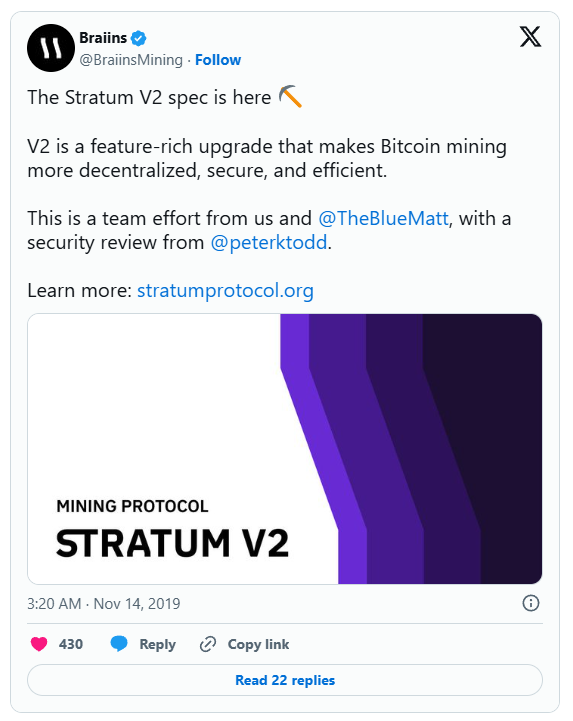 Braiins
@BraiinsMining · Follow
The Stratum V2 spec is here
V2 is a feature-rich upgrade that makes Bitcoin mining
more decentralized, secure, and efficient.
This is a team effort from us and @TheBlueMatt, with a
security review from @peterktodd.
Learn more: stratumprotocol.org
MINING PROTOCOL
STRATUM V2
3:20 AM · Nov 14, 2019
430 Reply Copy link
Read 22 replies